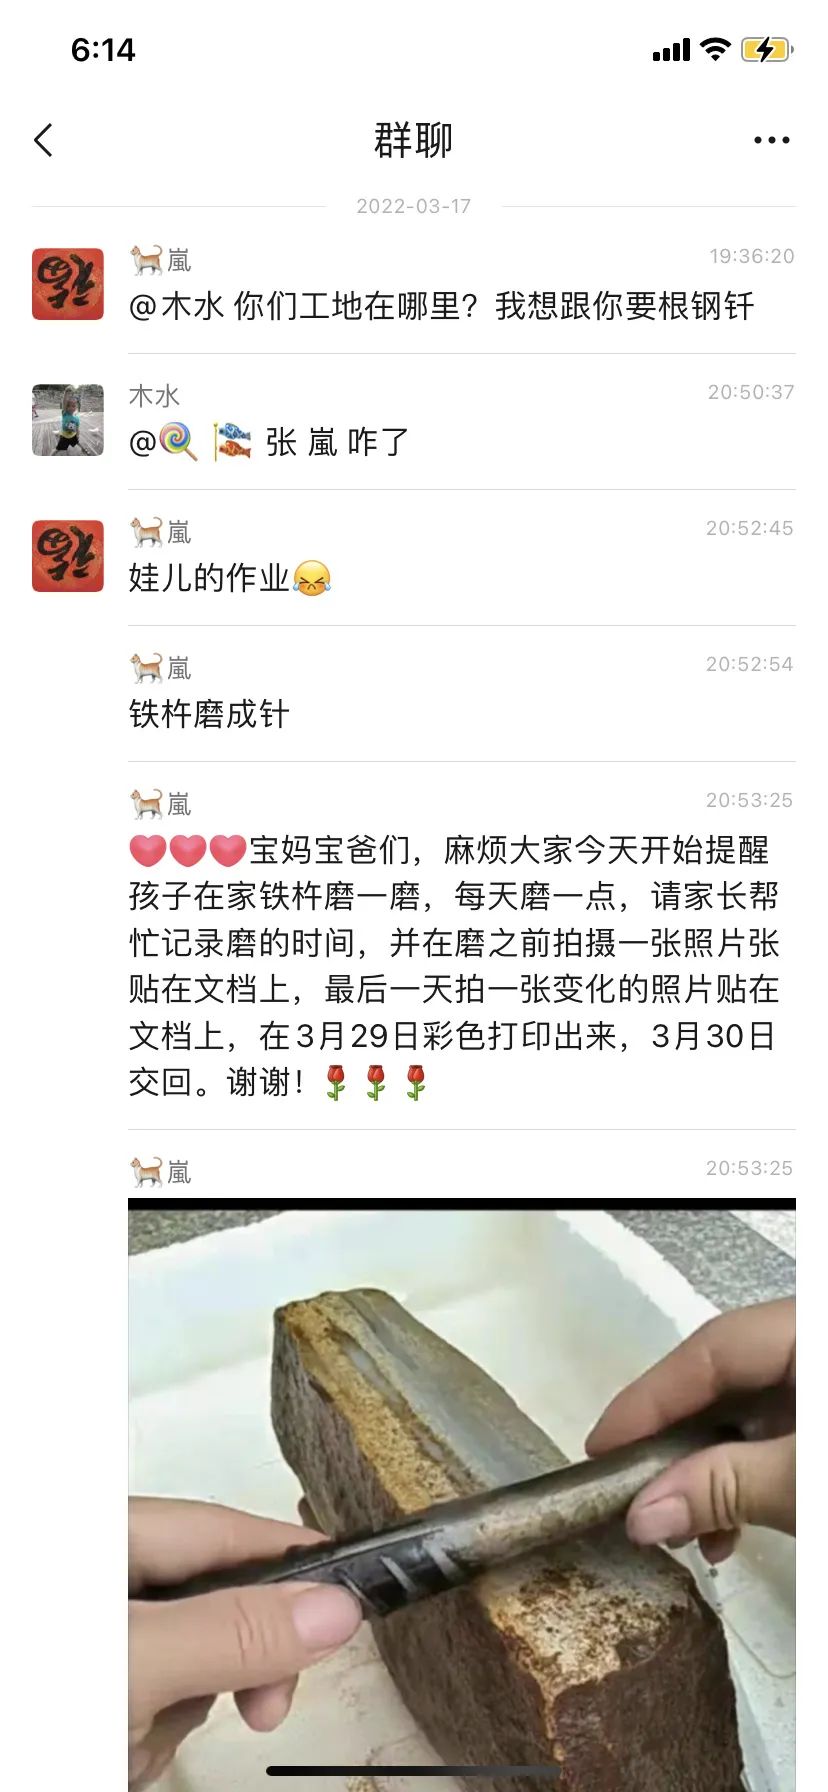 6:14
群聊
2022-03-17
🐈嵐 19:36:20
@木水 你们工地在哪里？我想跟你要根钢钎
木水 20:50:37
@🍭 🎏 张 嵐 咋了
🐈嵐 20:52:45
娃儿的作业😹
🐈嵐 20:52:54
铁杵磨成针
🐈嵐 20:53:25
❤❤❤宝妈宝爸们，麻烦大家今天开始提醒
孩子在家铁杵磨一磨，每天磨一点，请家长帮
忙记录磨的时间，并在磨之前拍摄一张照片张
贴在文档上，最后一天拍一张变化的照片贴在
文档上，在3月29日彩色打印出来，3月30日
交回。谢谢！🌹🌹🌹
🐈嵐 20:53:25